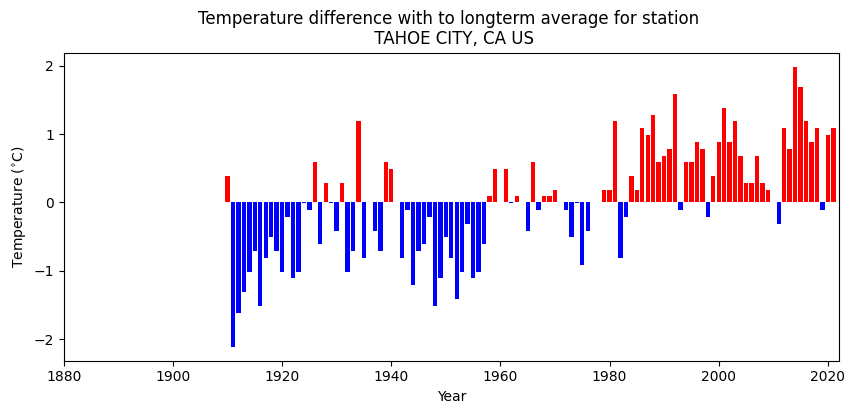 Temperature difference with to longterm average for station
TAHOE CITY, CA US
Temperature (°C)
2
1
0
−1
−2
1880 1900 1920 1940 1960 1980 2000 2020
Year